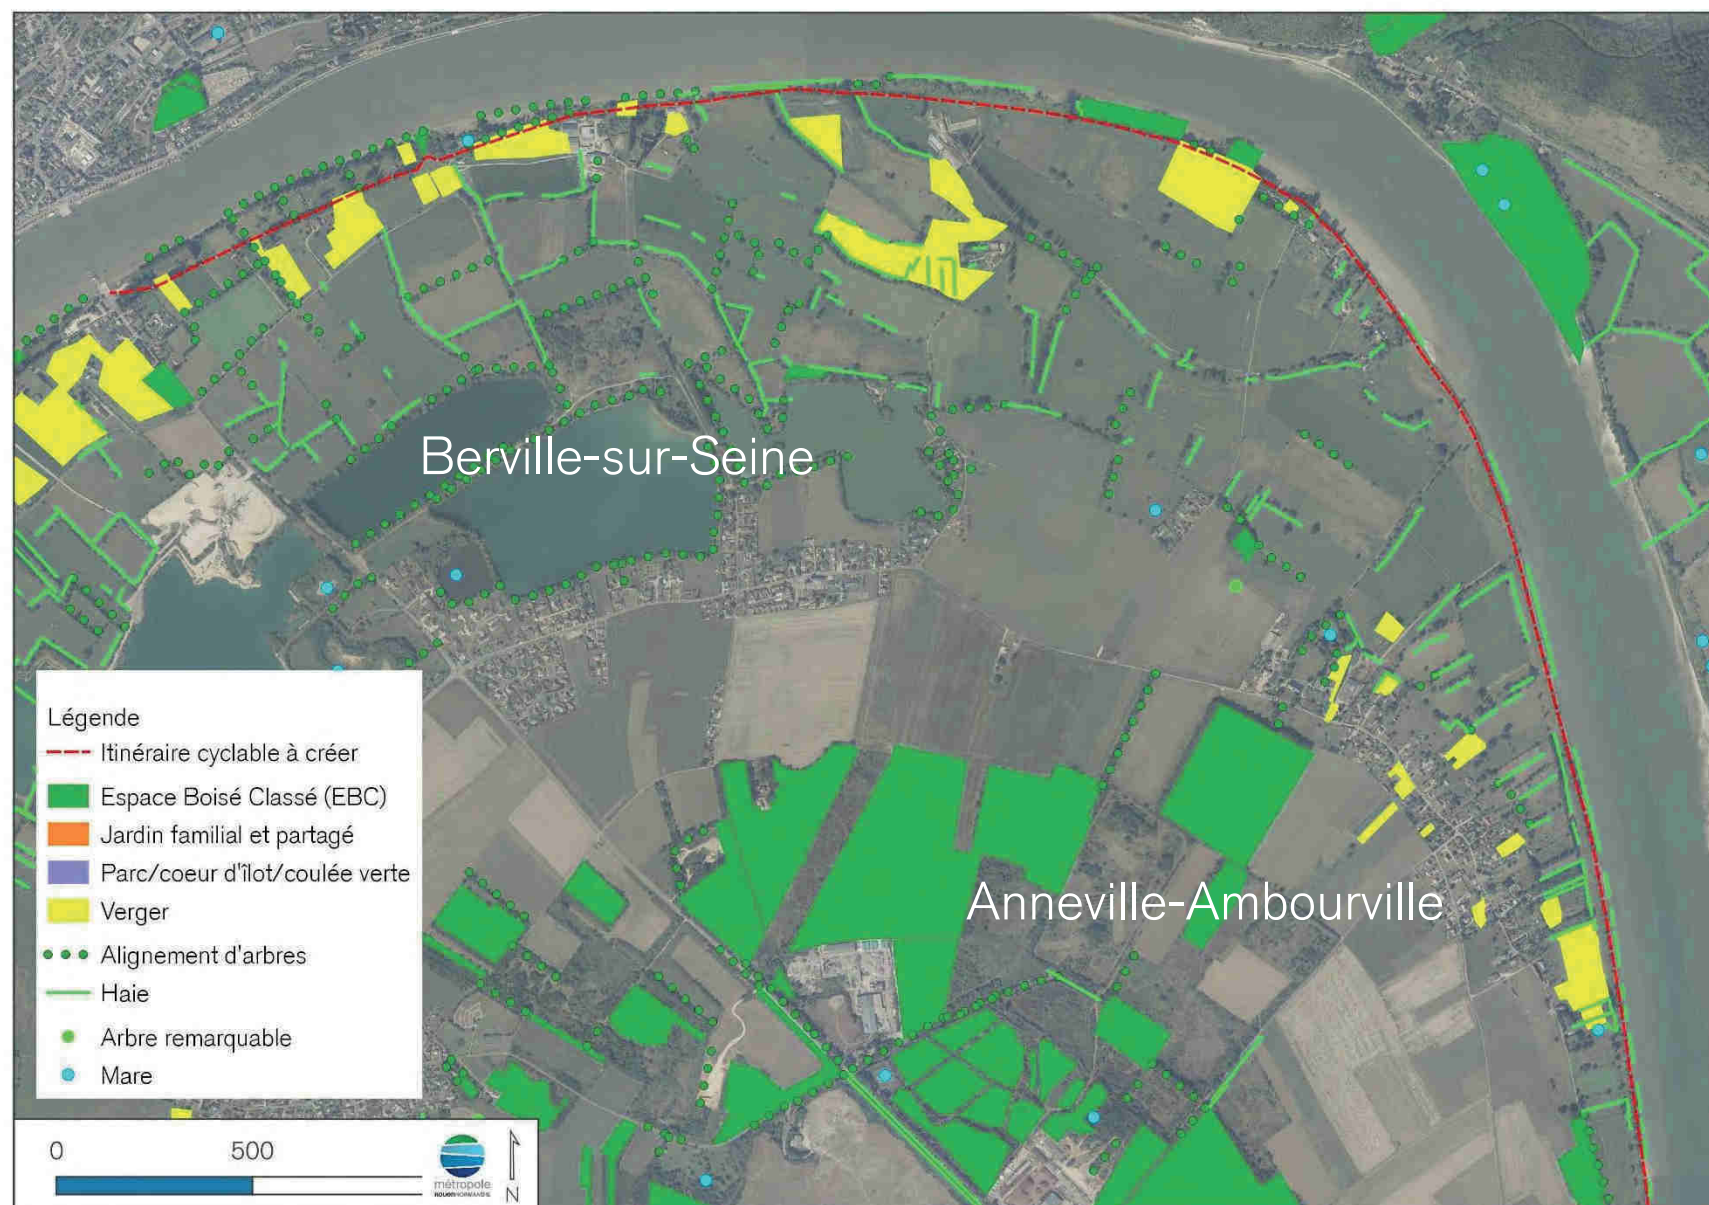 Berville-sur-Seine
Anneville-Ambourville
Légende
Itinéraire cyclable à créer
Espace Boisé Classé (EBC)
Jardin familial et partagé
Parc/coeur d'îlot/coulée verte
Verger
Alignement d'arbres
Haie
Arbre remarquable
Mare
0 500
métropole
ROUENNORMANDIE
N